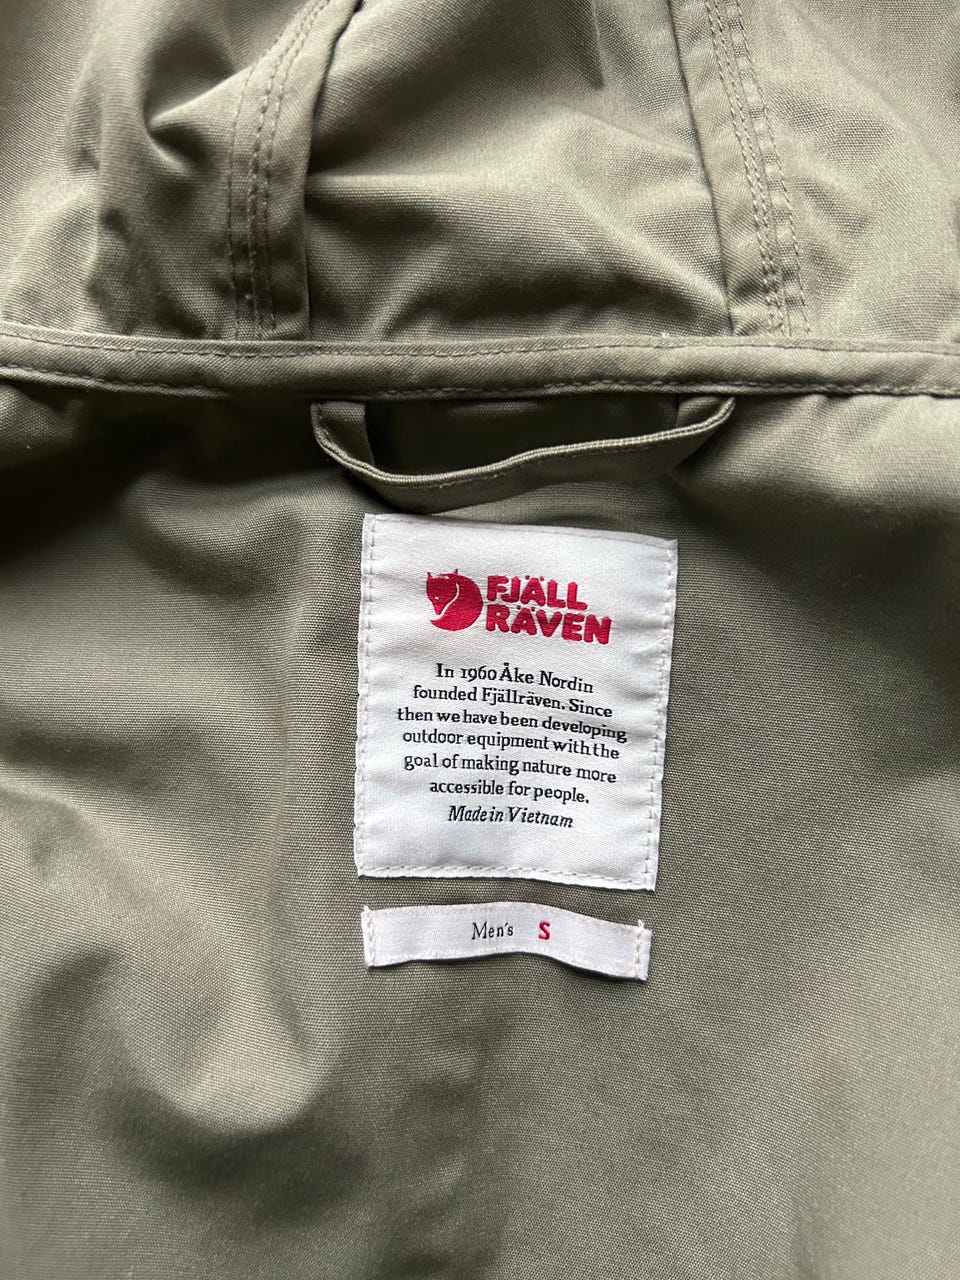 FJÄLL
RÄVEN
In 1960 Åke Nordin
founded Fjällräven. Since
then we have been developing
outdoor equipment with the
goal of making nature more
accessible for people.
Made in Vietnam
Men's S